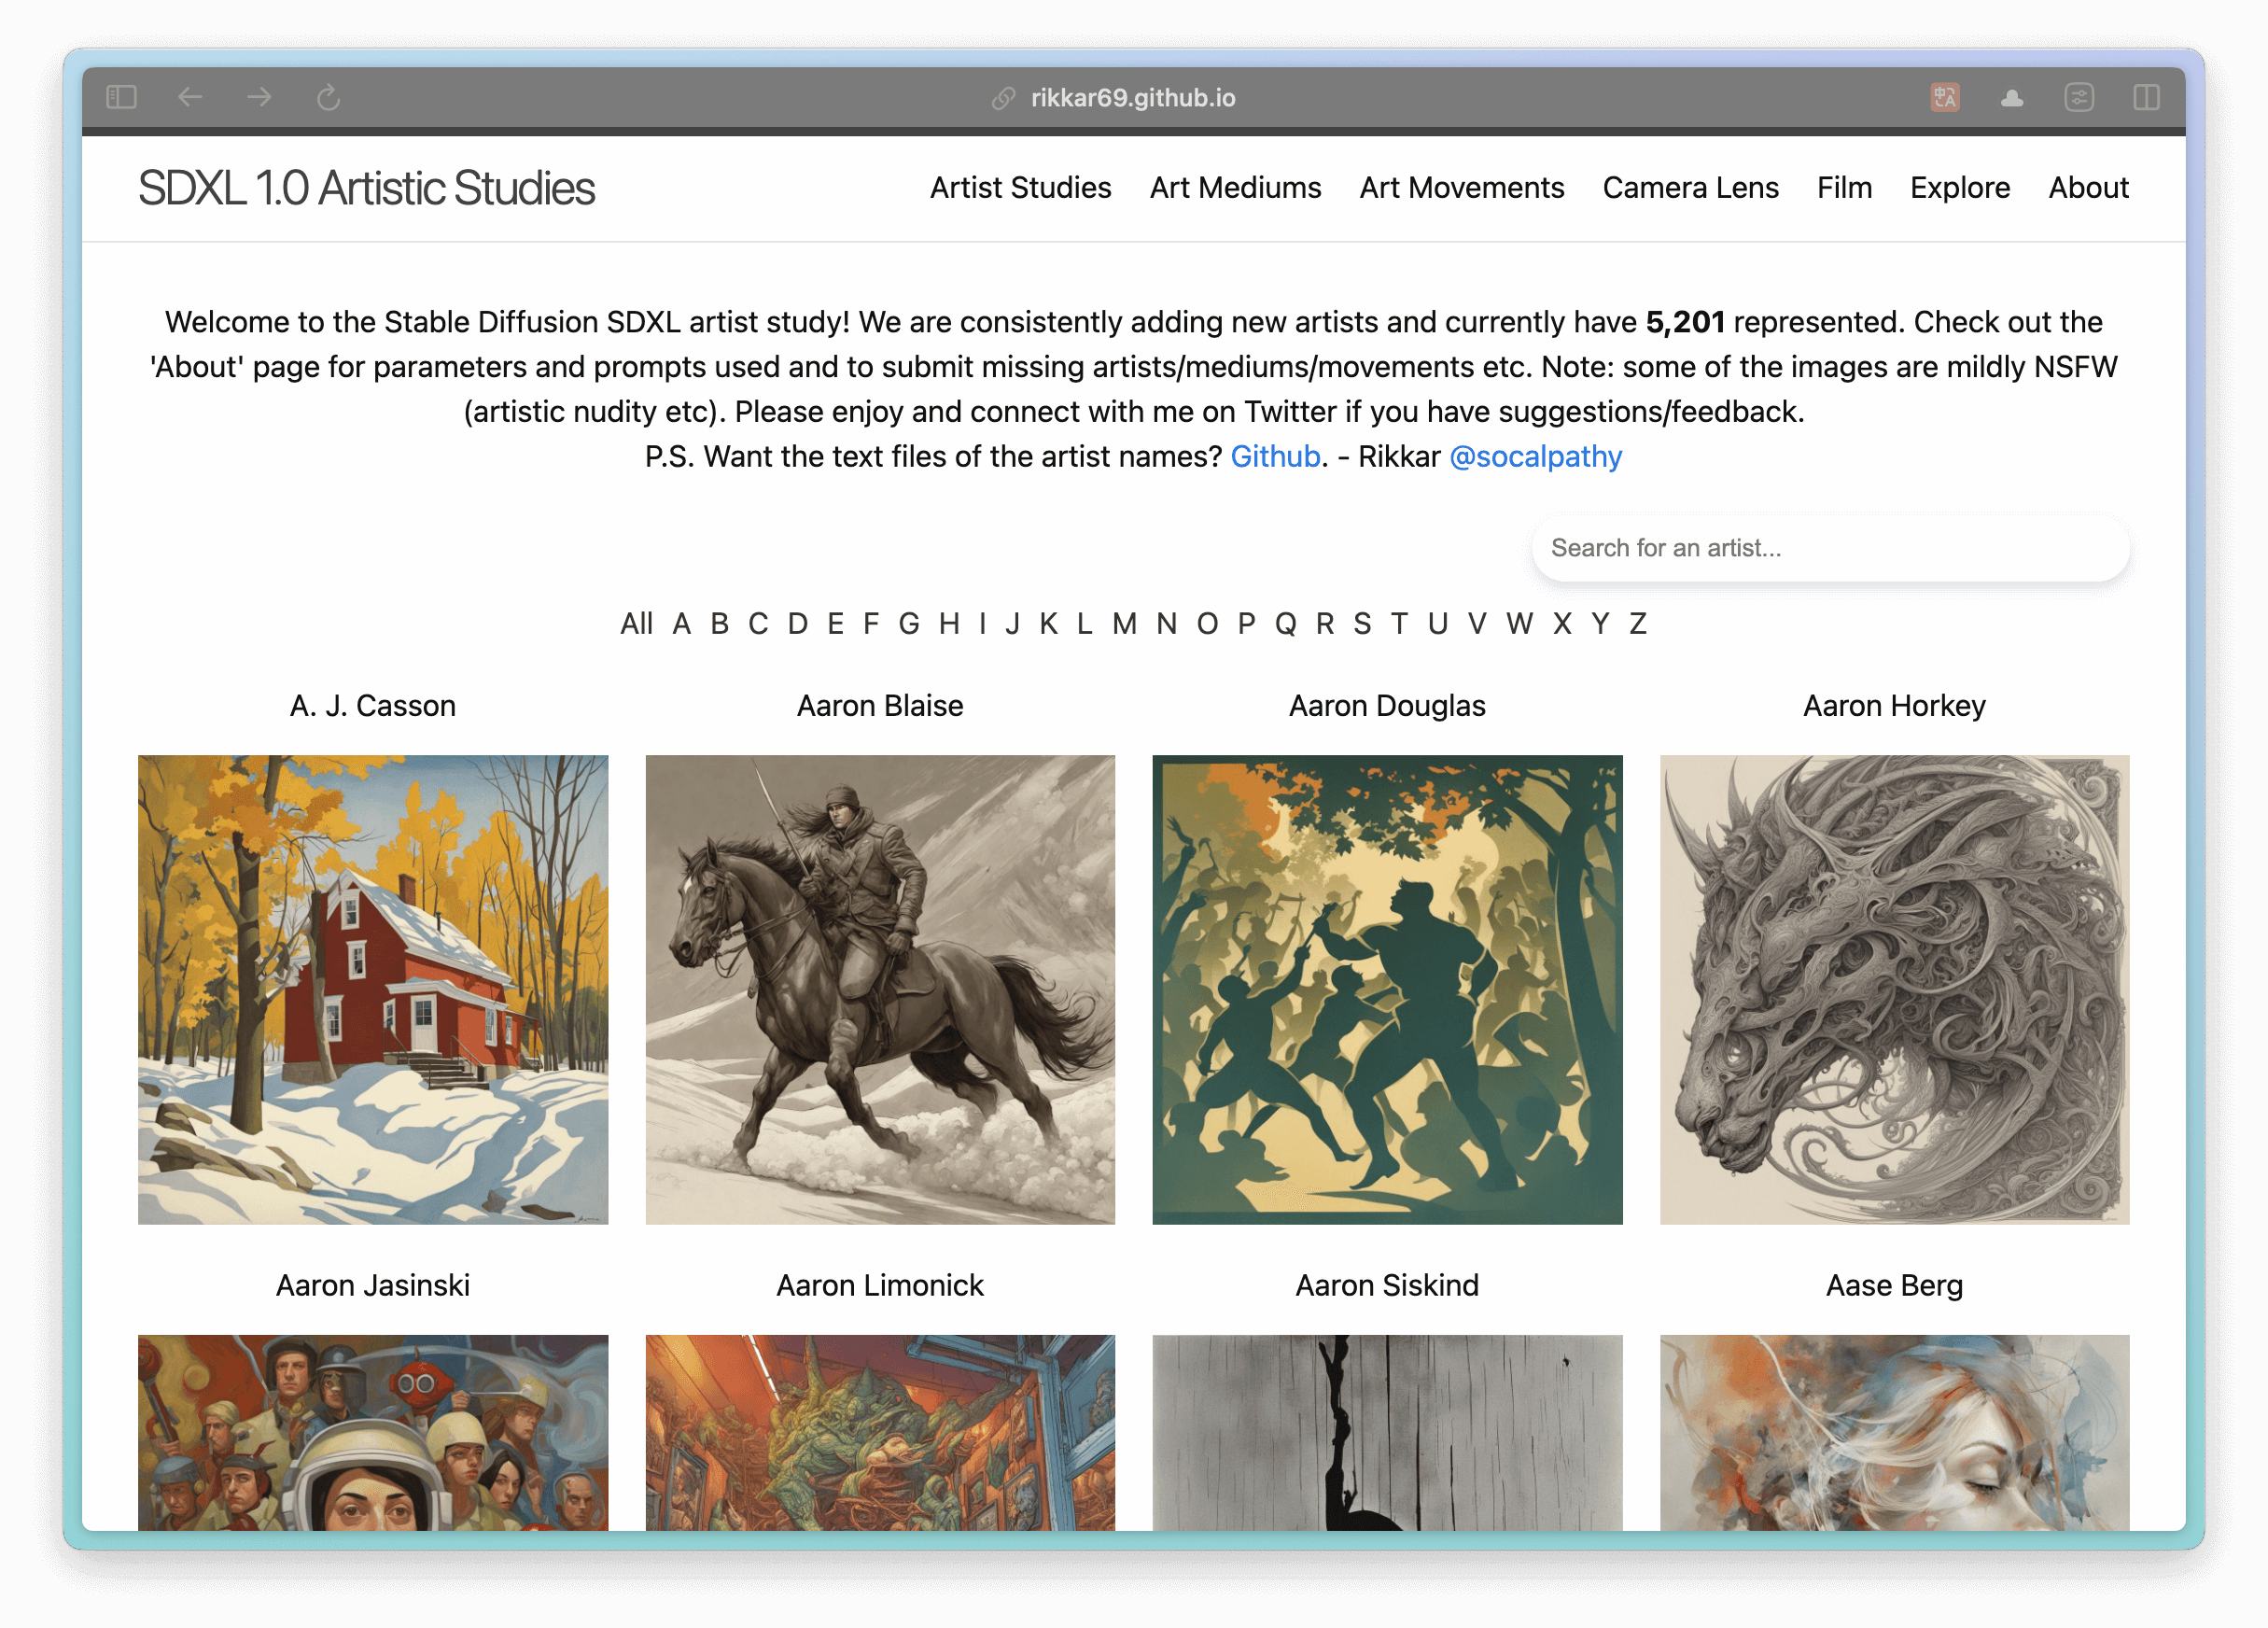 rikkar69.github.io
SDXL 1.0 Artistic Studies
Artist Studies Art Mediums Art Movements Camera Lens Film Explore About
Welcome to the Stable Diffusion SDXL artist study! We are consistently adding new artists and currently have 5,201 represented. Check out the
'About' page for parameters and prompts used and to submit missing artists/mediums/movements etc. Note: some of the images are mildly NSFW
(artistic nudity etc). Please enjoy and connect with me on Twitter if you have suggestions/feedback.
P.S. Want the text files of the artist names? Github. - Rikkar @socalpathy
Search for an artist...
All A B C D E F G H I J K L M N O P Q R S T U V W X Y Z
A. J. Casson Aaron Blaise Aaron Douglas Aaron Horkey
Aaron Jasinski Aaron Limonick Aaron Siskind Aase Berg